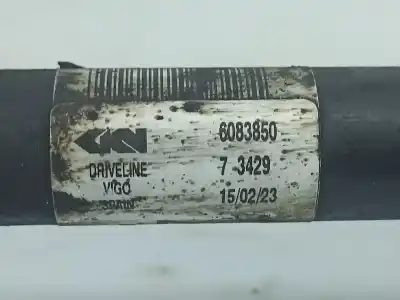 GKN 6083850
DRIVELINE 7 3429
VIGO 15/02/23
SPAIN